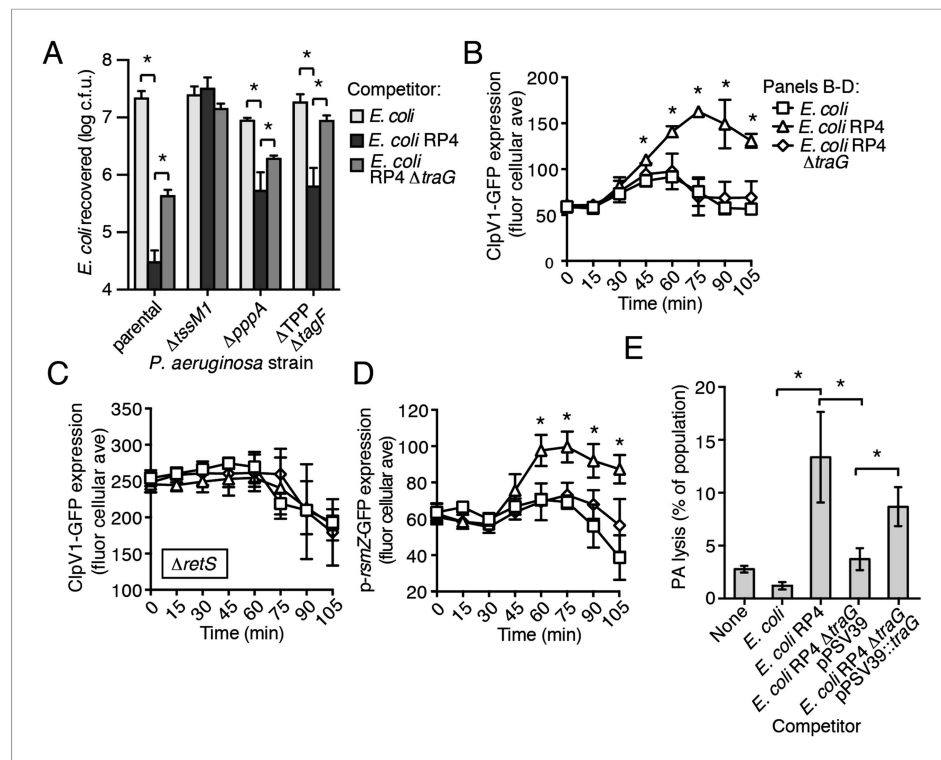 A
E. coli recovered (log c.f.u.)
8
7
6
5
4
*
*
*
*
*
*
parental
ΔtssM1
ΔpppA
ΔTPP
ΔtagF
P. aeruginosa strain
Competitor:
E. coli
E. coli RP4
E. coli
RP4 ΔtraG
B
ClpV1-GFP expression
(fluor cellular ave)
200
150
100
50
0
*
*
*
*
*
0
15
30
45
60
75
90
105
Time (min)
Panels B-D:
E. coli
E. coli RP4
E. coli RP4
ΔtraG
C
ClpV1-GFP expression
(fluor cellular ave)
350
300
250
200
150
100
ΔretS
0
15
30
45
60
75
90
105
Time (min)
D
p-rsmZ-GFP expression
(fluor cellular ave)
120
100
80
60
40
20
*
*
*
*
0
15
30
45
60
75
90
105
Time (min)
E
PA lysis (% of population)
20
15
10
5
0
*
*
*
None
E. coli
E. coli RP4
E. coli RP4 ΔtraG
pPSV39
E. coli RP4 ΔtraG
pPSV39::traG
Competitor